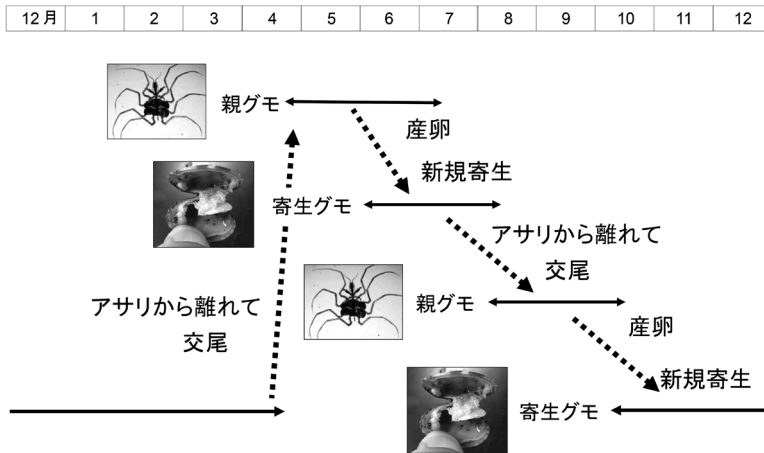 12月 1 2 3 4 5 6 7 8 9 10 11 12
親グモ
産卵
新規寄生
寄生グモ
アサリから離れて
交尾
アサリから離れて
交尾
親グモ
産卵
新規寄生
寄生グモ